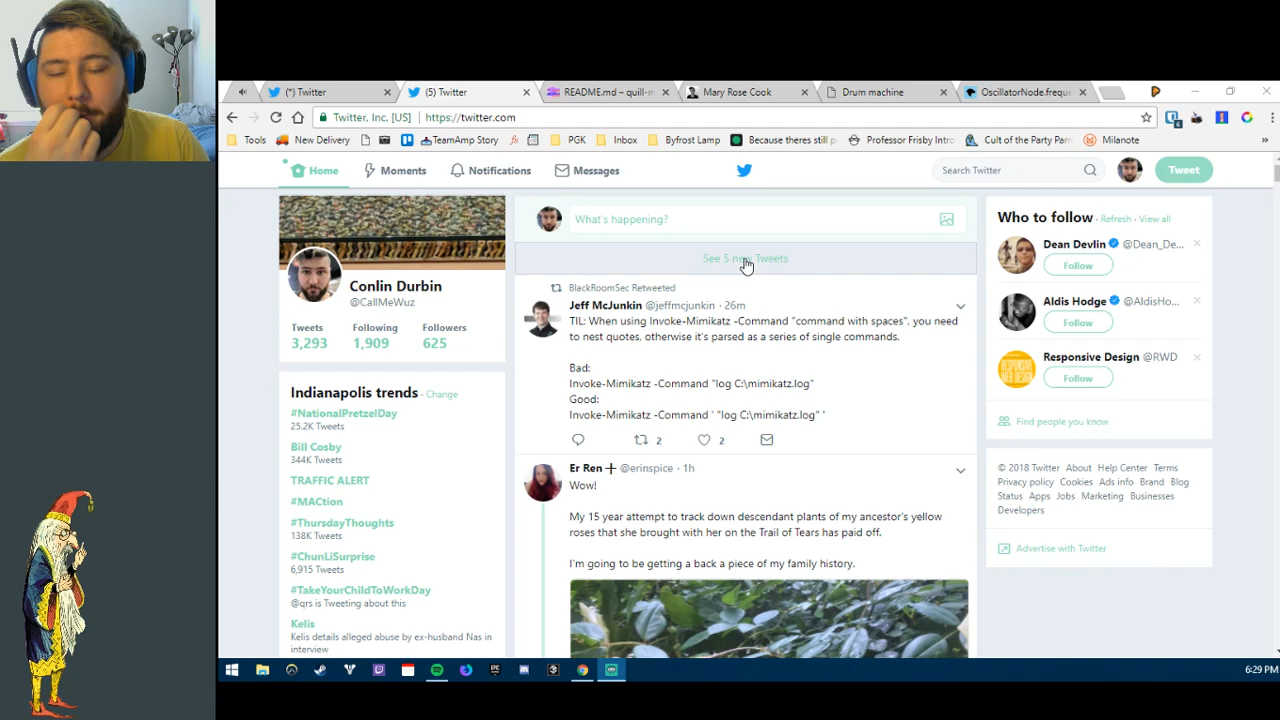 (*) Twitter
(5) Twitter
README.md – quill-m
Mary Rose Cook
Drum machine
OscillatorNode.frequ
Twitter, Inc. [US]
https://twitter.com
6
Tools
New Delivery
TeamAmp Story
PGK
Inbox
Byfrost Lamp
Because theres still p
Professor Frisby Intro
Cult of the Party Parr
Milanote
»
Home
Moments
Notifications
Messages
Search Twitter
Tweet
Conlin Durbin
@CallMeWuz
Tweets
3,293
Following
1,909
Followers
625
Indianapolis trends · Change
#NationalPretzelDay
25.2K Tweets
Bill Cosby
344K Tweets
TRAFFIC ALERT
#MACtion
#ThursdayThoughts
138K Tweets
#ChunLiSurprise
6,915 Tweets
#TakeYourChildToWorkDay
@qrs is Tweeting about this
Kelis
Kelis details alleged abuse by ex-husband Nas in
interview
What's happening?
See 5 new Tweets
BlackRoomSec Retweeted
Jeff McJunkin @jeffmcjunkin · 26m
TIL: When using Invoke-Mimikatz -Command "command with spaces", you need
to nest quotes, otherwise it's parsed as a series of single commands.
Bad:
Invoke-Mimikatz -Command "log C:\mimikatz.log"
Good:
Invoke-Mimikatz -Command ' "log C:\mimikatz.log" '
2
2
Er Ren @erinspice · 1h
Wow!
My 15 year attempt to track down descendant plants of my ancestor's yellow
roses that she brought with her on the Trail of Tears has paid off.
I'm going to be getting a back a piece of my family history.
Who to follow · Refresh · View all
Dean Devlin @Dean_De...
Follow
Aldis Hodge @AldisHo...
Follow
Responsive Design @RWD
Follow
Find people you know
© 2018 Twitter About Help Center Terms
Privacy policy Cookies Ads info Brand Blog
Status Apps Jobs Marketing Businesses
Developers
Advertise with Twitter
6:29 PM